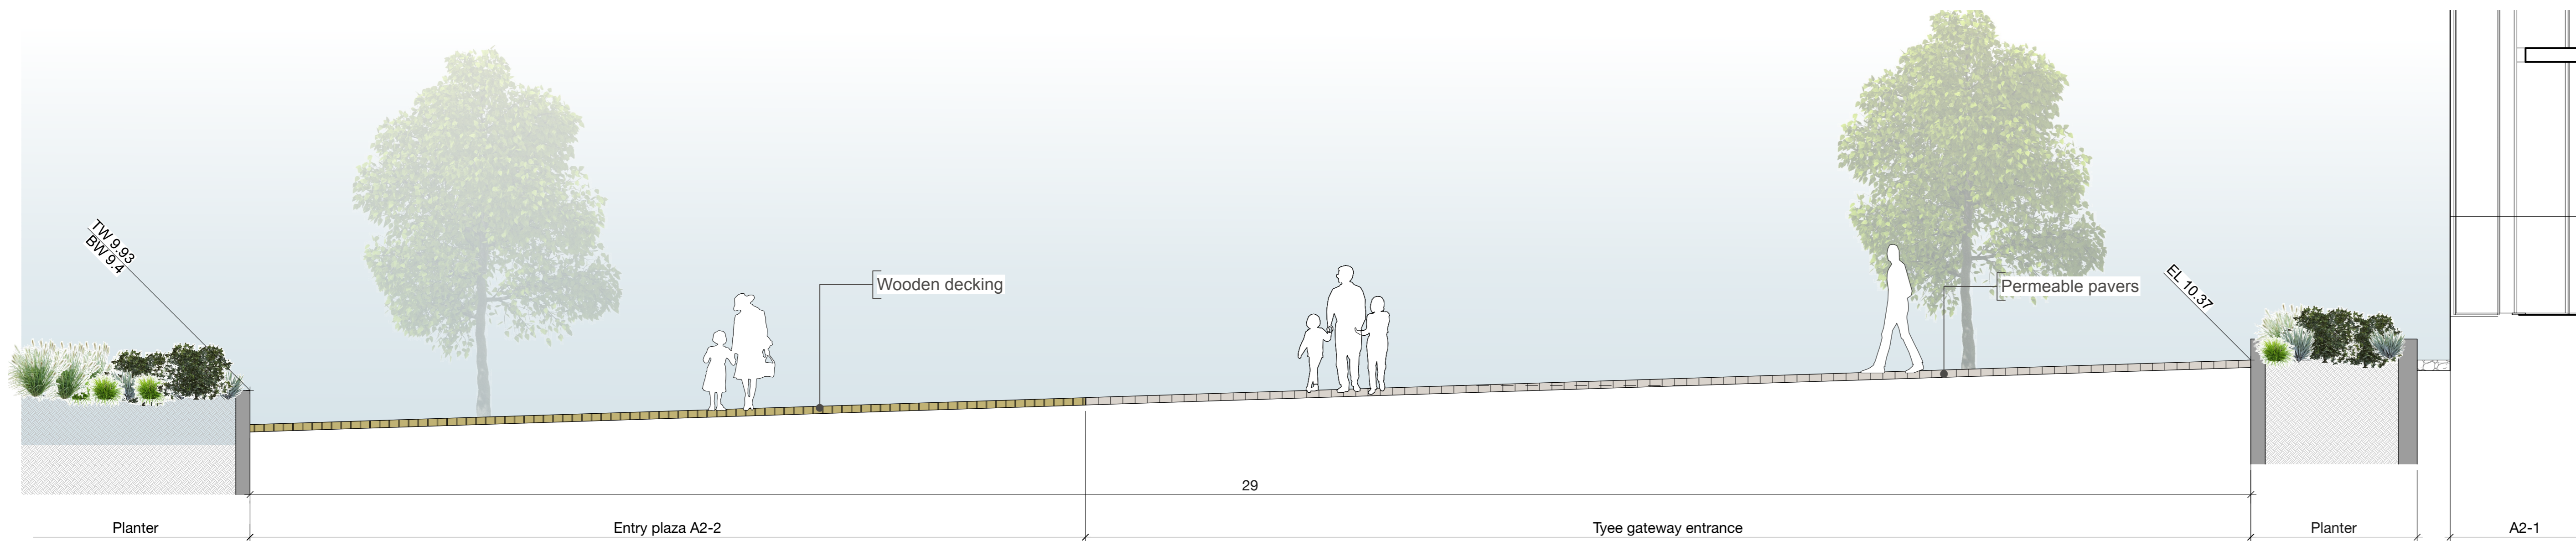 TW 9.93
BW 9.4
Wooden decking
Permeable pavers
EL 10.37
29
Planter
Entry plaza A2-2
Tyee gateway entrance
Planter
A2-1